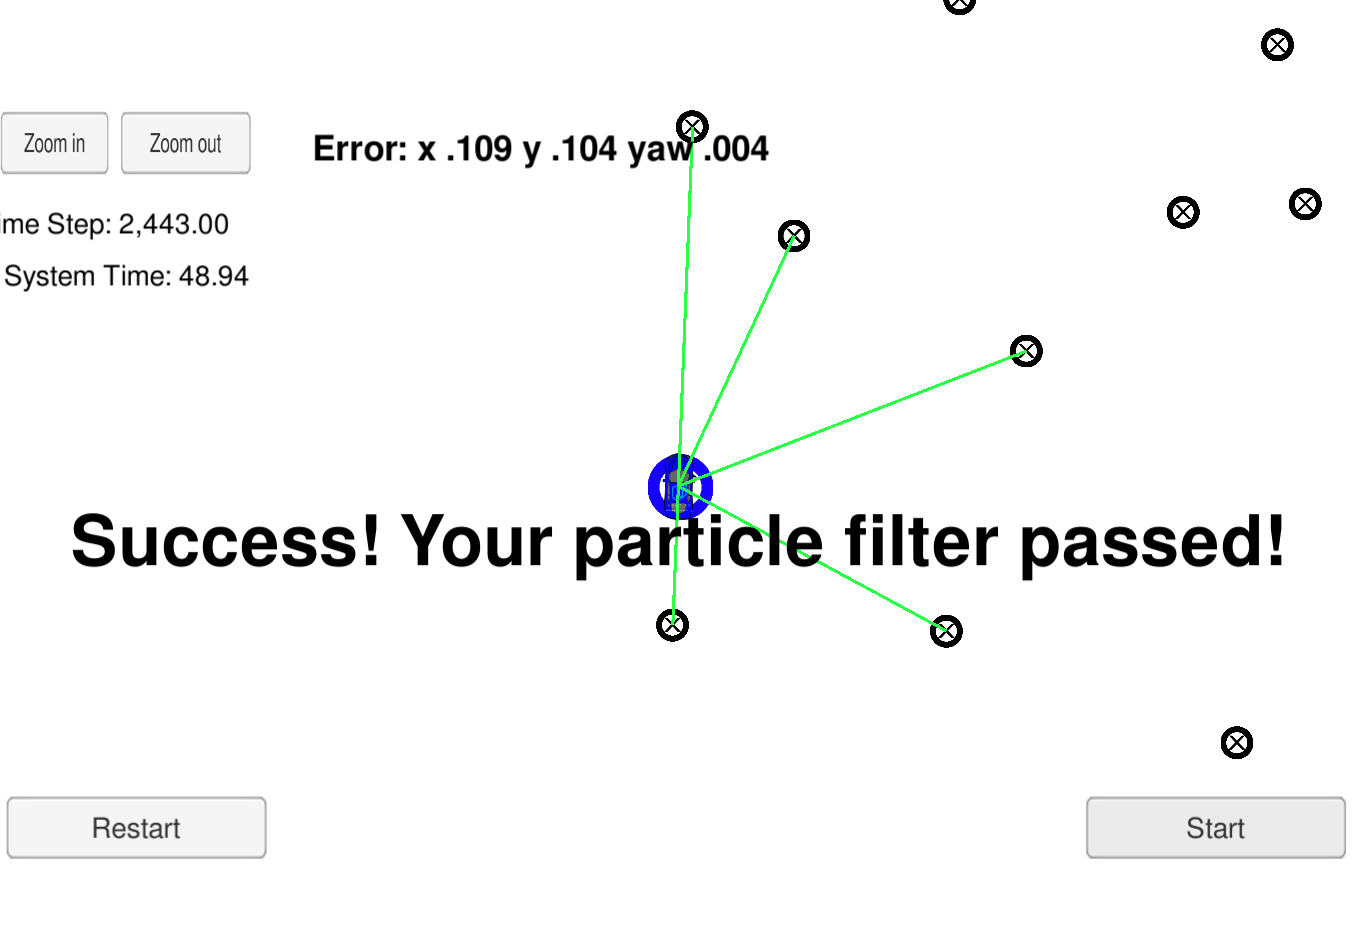 Zoom in Zoom out
Error: x .109 y .104 yaw .004
ime Step: 2,443.00
System Time: 48.94
Success! Your particle filter passed!
Restart
Start